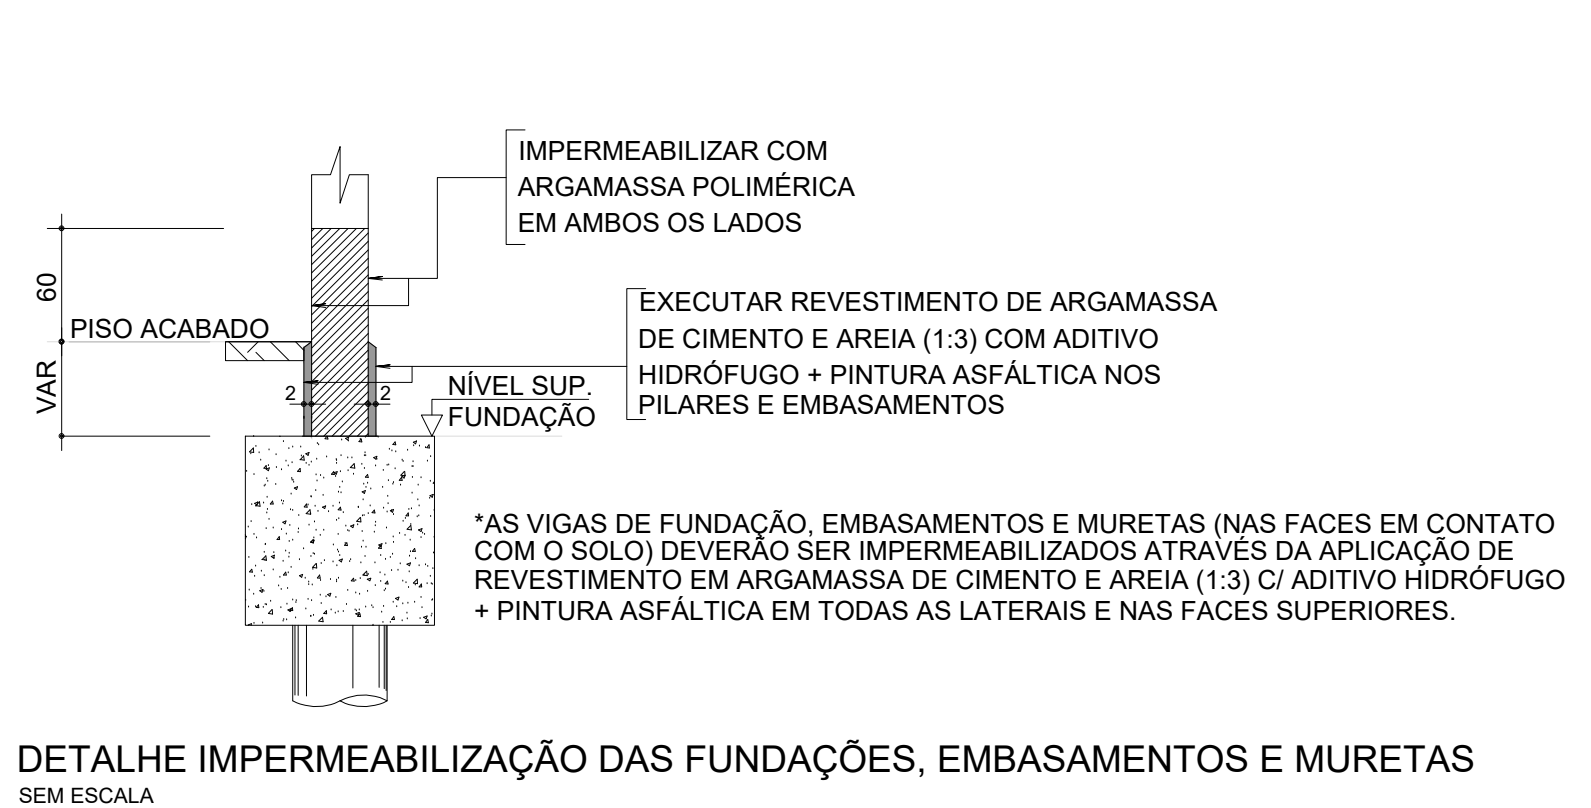 IMPERMEABILIZAR COM
ARGAMASSA POLIMÉRICA
EM AMBOS OS LADOS
60
PISO ACABADO
VAR
EXECUTAR REVESTIMENTO DE ARGAMASSA
DE CIMENTO E AREIA (1:3) COM ADITIVO
HIDRÓFUGO + PINTURA ASFÁLTICA NOS
PILARES E EMBASAMENTOS
2
2
NÍVEL SUP.
FUNDAÇÃO
*AS VIGAS DE FUNDAÇÃO, EMBASAMENTOS E MURETAS (NAS FACES EM CONTATO
COM O SOLO) DEVERÃO SER IMPERMEABILIZADOS ATRAVÉS DA APLICAÇÃO DE
REVESTIMENTO EM ARGAMASSA DE CIMENTO E AREIA (1:3) C/ ADITIVO HIDRÓFUGO
+ PINTURA ASFÁLTICA EM TODAS AS LATERAIS E NAS FACES SUPERIORES.
DETALHE IMPERMEABILIZAÇÃO DAS FUNDAÇÕES, EMBASAMENTOS E MURETAS
SEM ESCALA